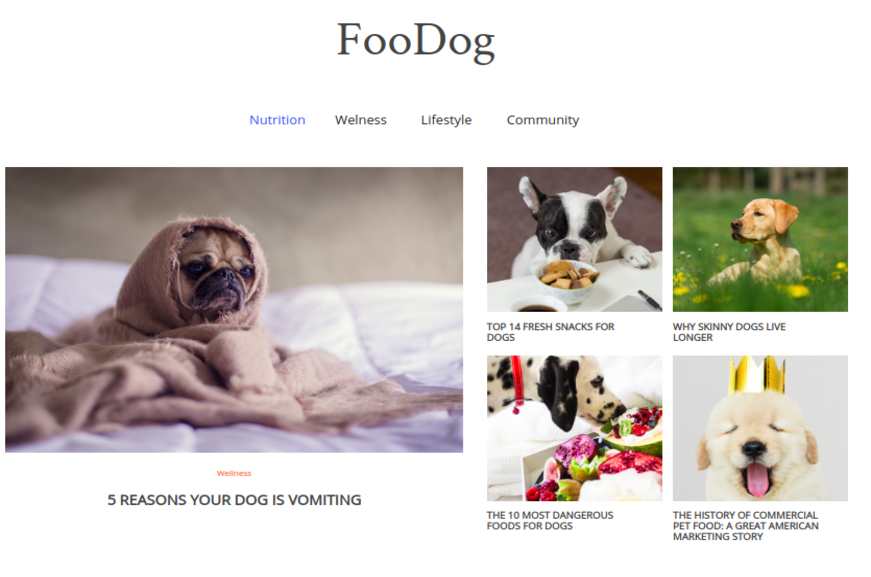 FooDog
Nutrition Welness Lifestyle Community
Wellness
5 REASONS YOUR DOG IS VOMITING
TOP 14 FRESH SNACKS FOR
DOGS
WHY SKINNY DOGS LIVE
LONGER
THE 10 MOST DANGEROUS
FOODS FOR DOGS
THE HISTORY OF COMMERCIAL
PET FOOD: A GREAT AMERICAN
MARKETING STORY